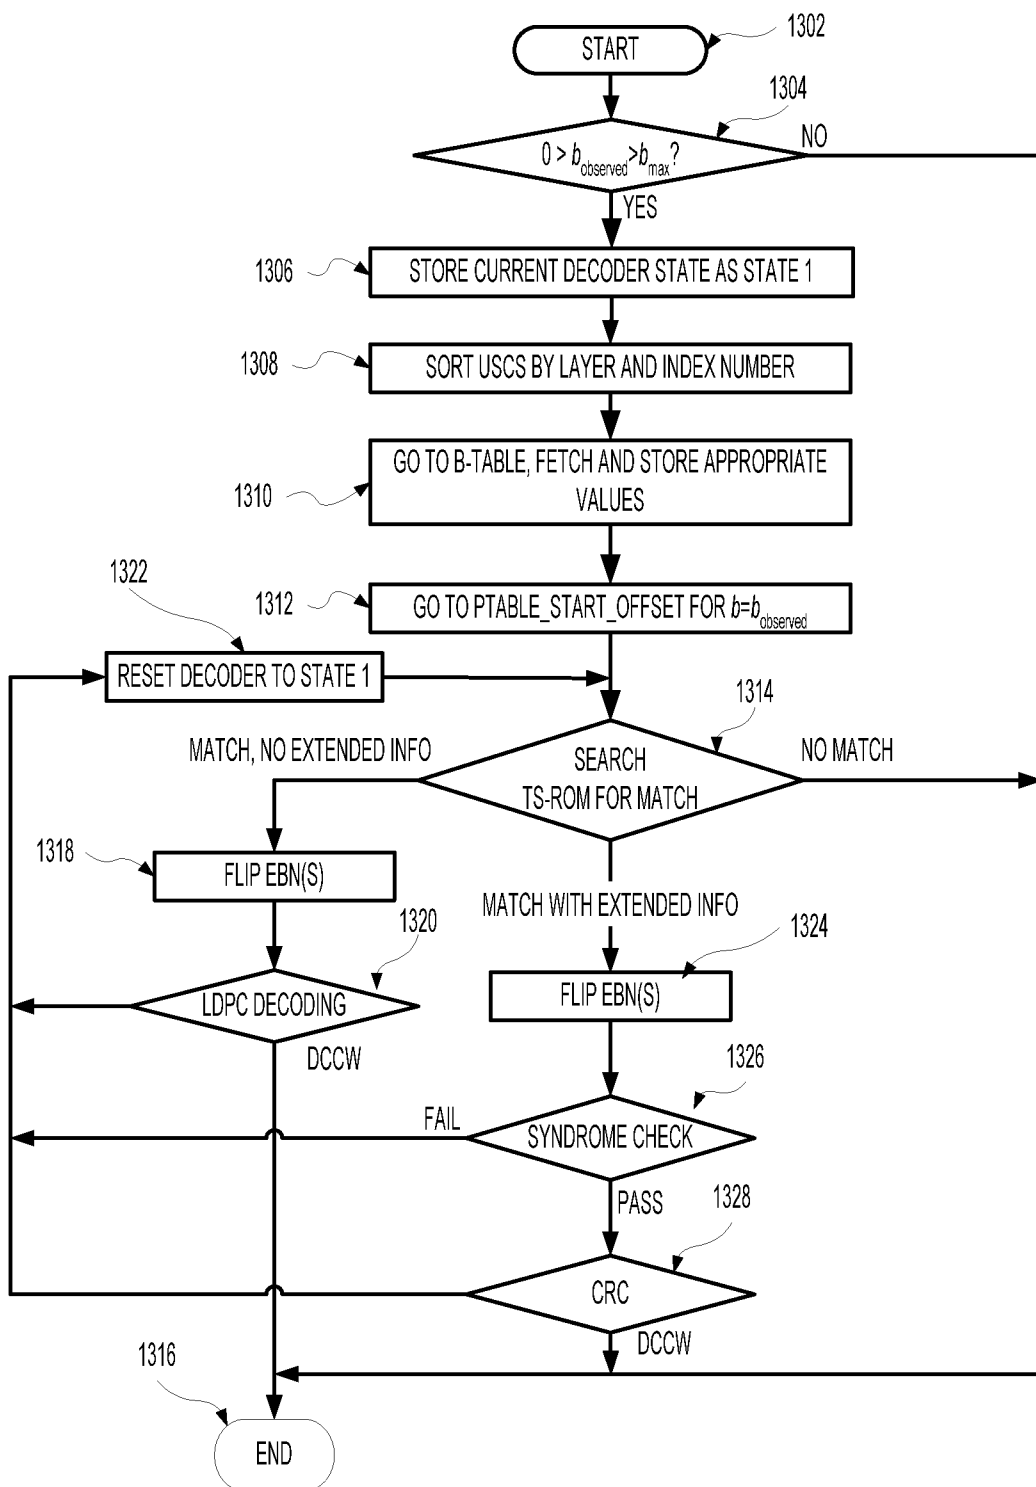 1302
START
1304
0 > b observed > b max ?
NO
YES
1306
STORE CURRENT DECODER STATE AS STATE 1
1308
SORT USCS BY LAYER AND INDEX NUMBER
1310
GO TO B-TABLE, FETCH AND STORE APPROPRIATE
VALUES
1322
1312
GO TO PTABLE_START_OFFSET FOR b=b observed
RESET DECODER TO STATE 1
1314
MATCH, NO EXTENDED INFO
NO MATCH
SEARCH
TS-ROM FOR MATCH
1318
FLIP EBN(S)
MATCH WITH EXTENDED INFO
1320
1324
FLIP EBN(S)
LDPC DECODING
DCCW
1326
FAIL
SYNDROME CHECK
PASS
1328
CRC
DCCW
1316
END